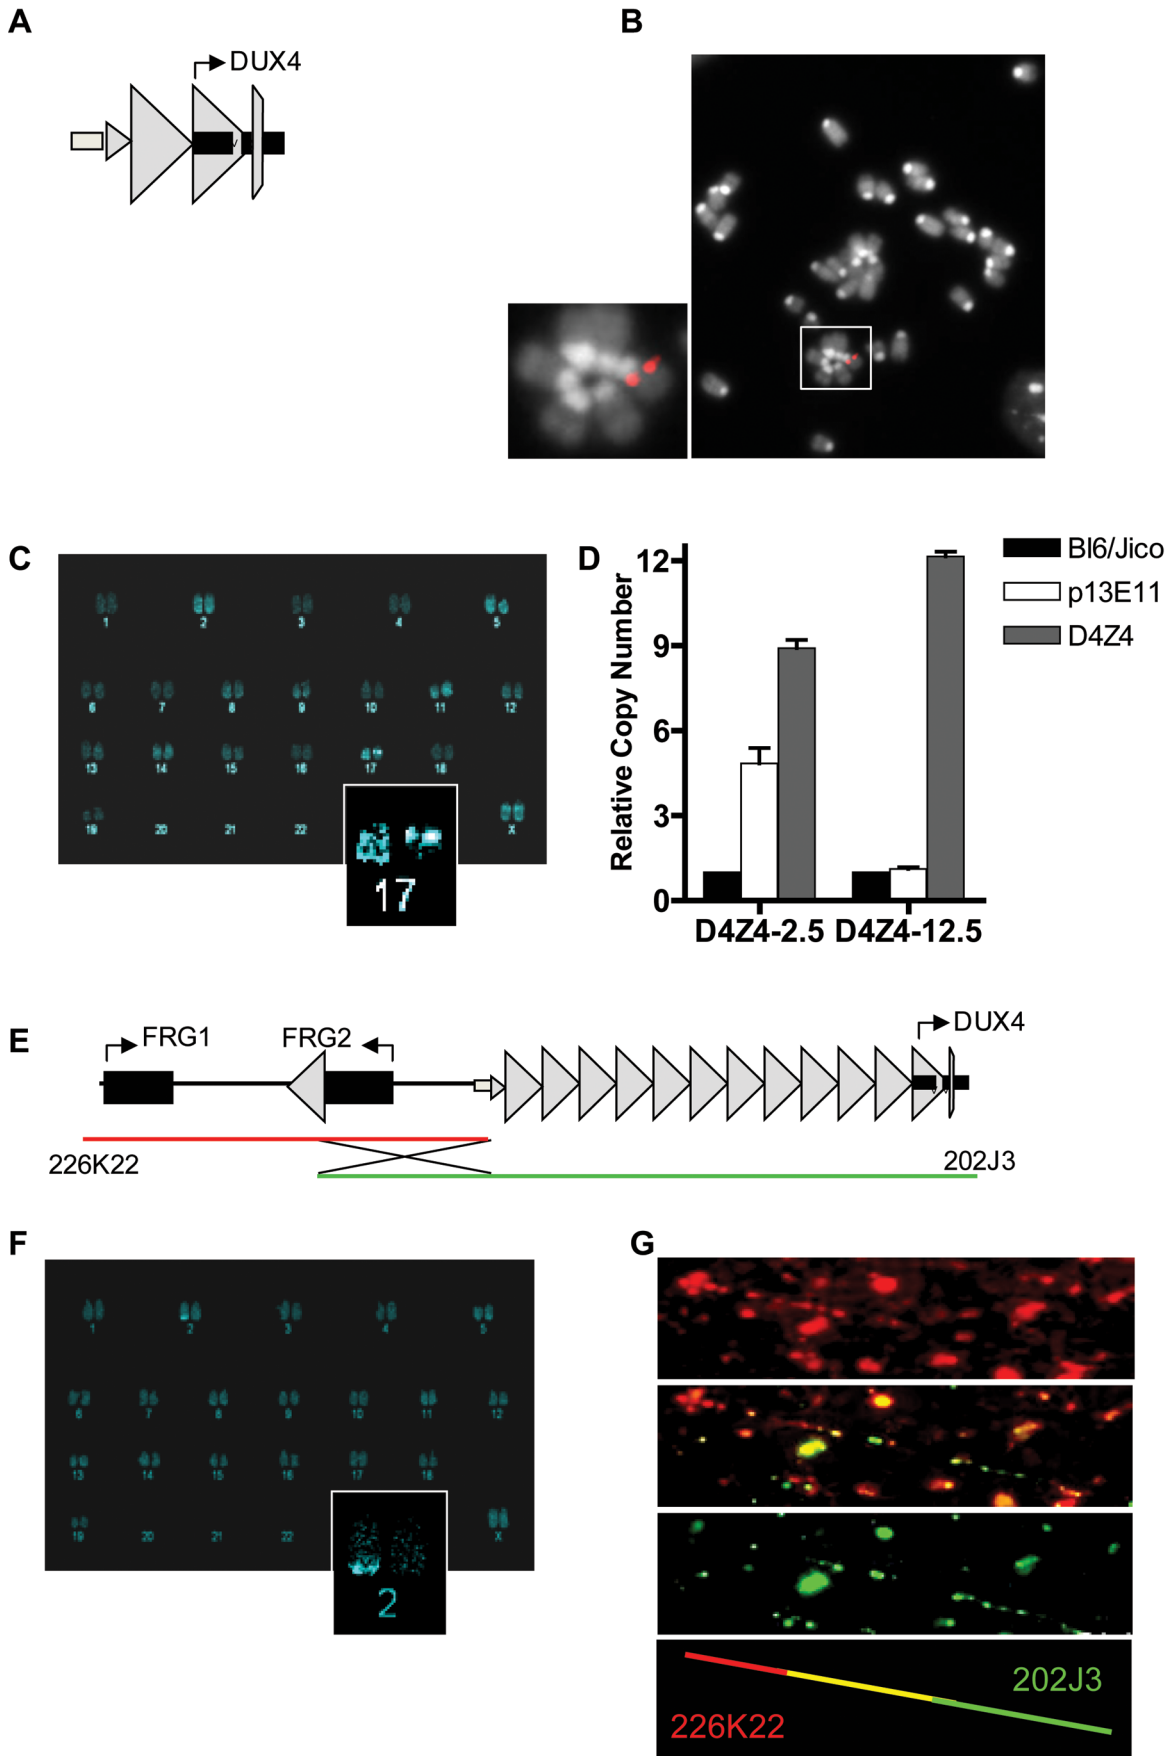 A
B
DUX4
C
1 2 3 4 5
6 7 8 9 10 11 12
13 14 15 16 17 18
19 20 21 22 X
17
D
Relative Copy Number
12
9
6
3
0
D4Z4-2.5 D4Z4-12.5
Bl6/Jico
p13E11
D4Z4
E
FRG1
FRG2
DUX4
226K22
202J3
F
1 2 3 4 5
6 7 8 9 10 11 12
13 14 15 16 17 18
19 20 21 22 X
2
G
202J3
226K22